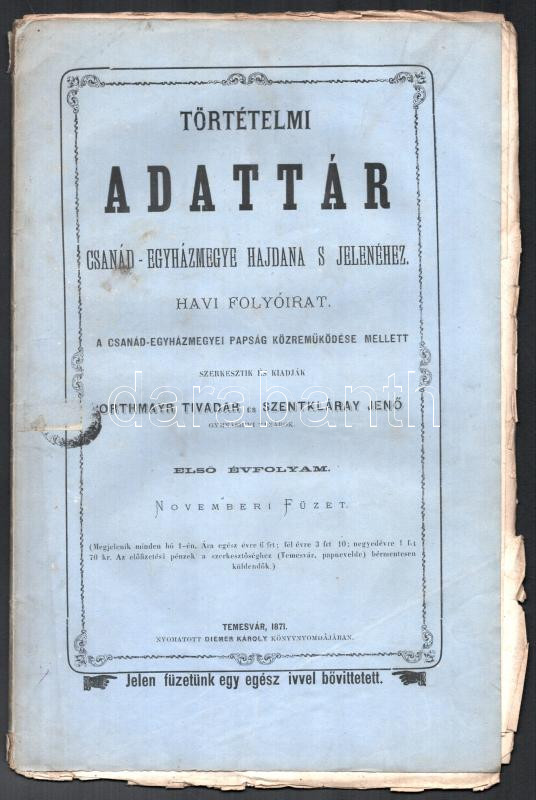 TÖRTÉTELMI
ADATTÁR
CSANÁD - EGYHÁZMEGYE HAJDANA S JELENÉHEZ.
HAVI FOLYÓIRAT.
A CSANÁD-EGYHÁZMEGYEI PAPSÁG KÖZREMŰKÖDÉSE MELLETT
SZERKESZTIK ÉS KIADJÁK
ORTHMAYR TIVADAR ÉS SZENTKLÁRAY JENŐ
GYMNASIUMI TANÁROK.
ELSŐ ÉVFOLYAM.
NOVEMBERI FÜZET.
(Megjelenik minden hó 1-én. Ára egész évre 6 frt; fél évre 3 frt 10; negyedévre 1 frt
70 kr. Az előfizetési pénzek a szerkesztőséghez (Temesvár, papnevelde) bérmentesen
küldendők.)
TEMESVÁR, 1871.
NYOMATOTT DIEMER KÁROLY KÖNYVNYOMDÁJÁBAN.
Jelen füzetünk egy egész ivvel bővittetett.
darabanth